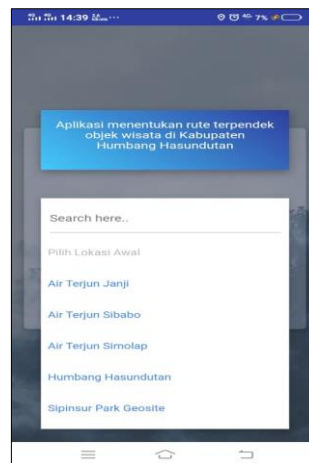 14:39
7%
Aplikasi menentukan rute terpendek
objek wisata di Kabupaten
Humbang Hasundutan
Search here..
Pilih Lokasi Awal
Air Terjun Janji
Air Terjun Sibabo
Air Terjun Simolap
Humbang Hasundutan
Sipinsur Park Geosite